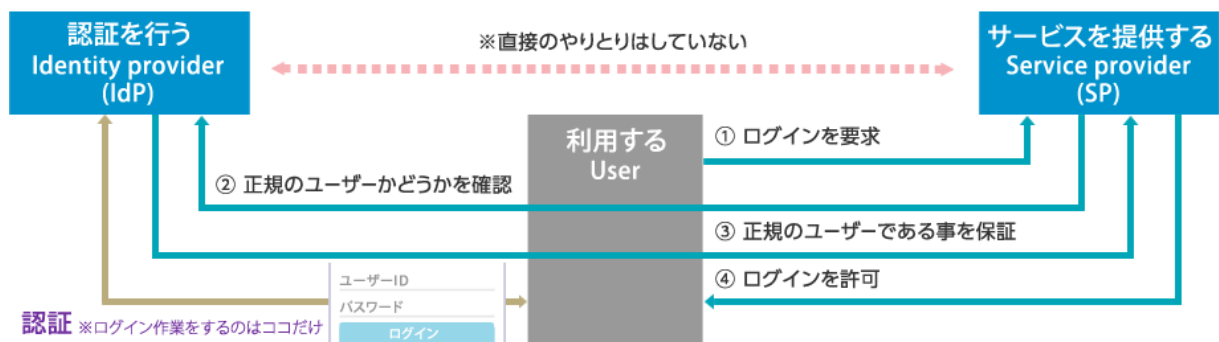 認証を行う
Identity provider
(IdP)
※直接のやりとりはしていない
サービスを提供する
Service provider
(SP)
利用する
User
① ログインを要求
② 正規のユーザーかどうかを確認
③ 正規のユーザーである事を保証
④ ログインを許可
ユーザーID
パスワード
ログイン
認証 ※ログイン作業をするのはココだけ